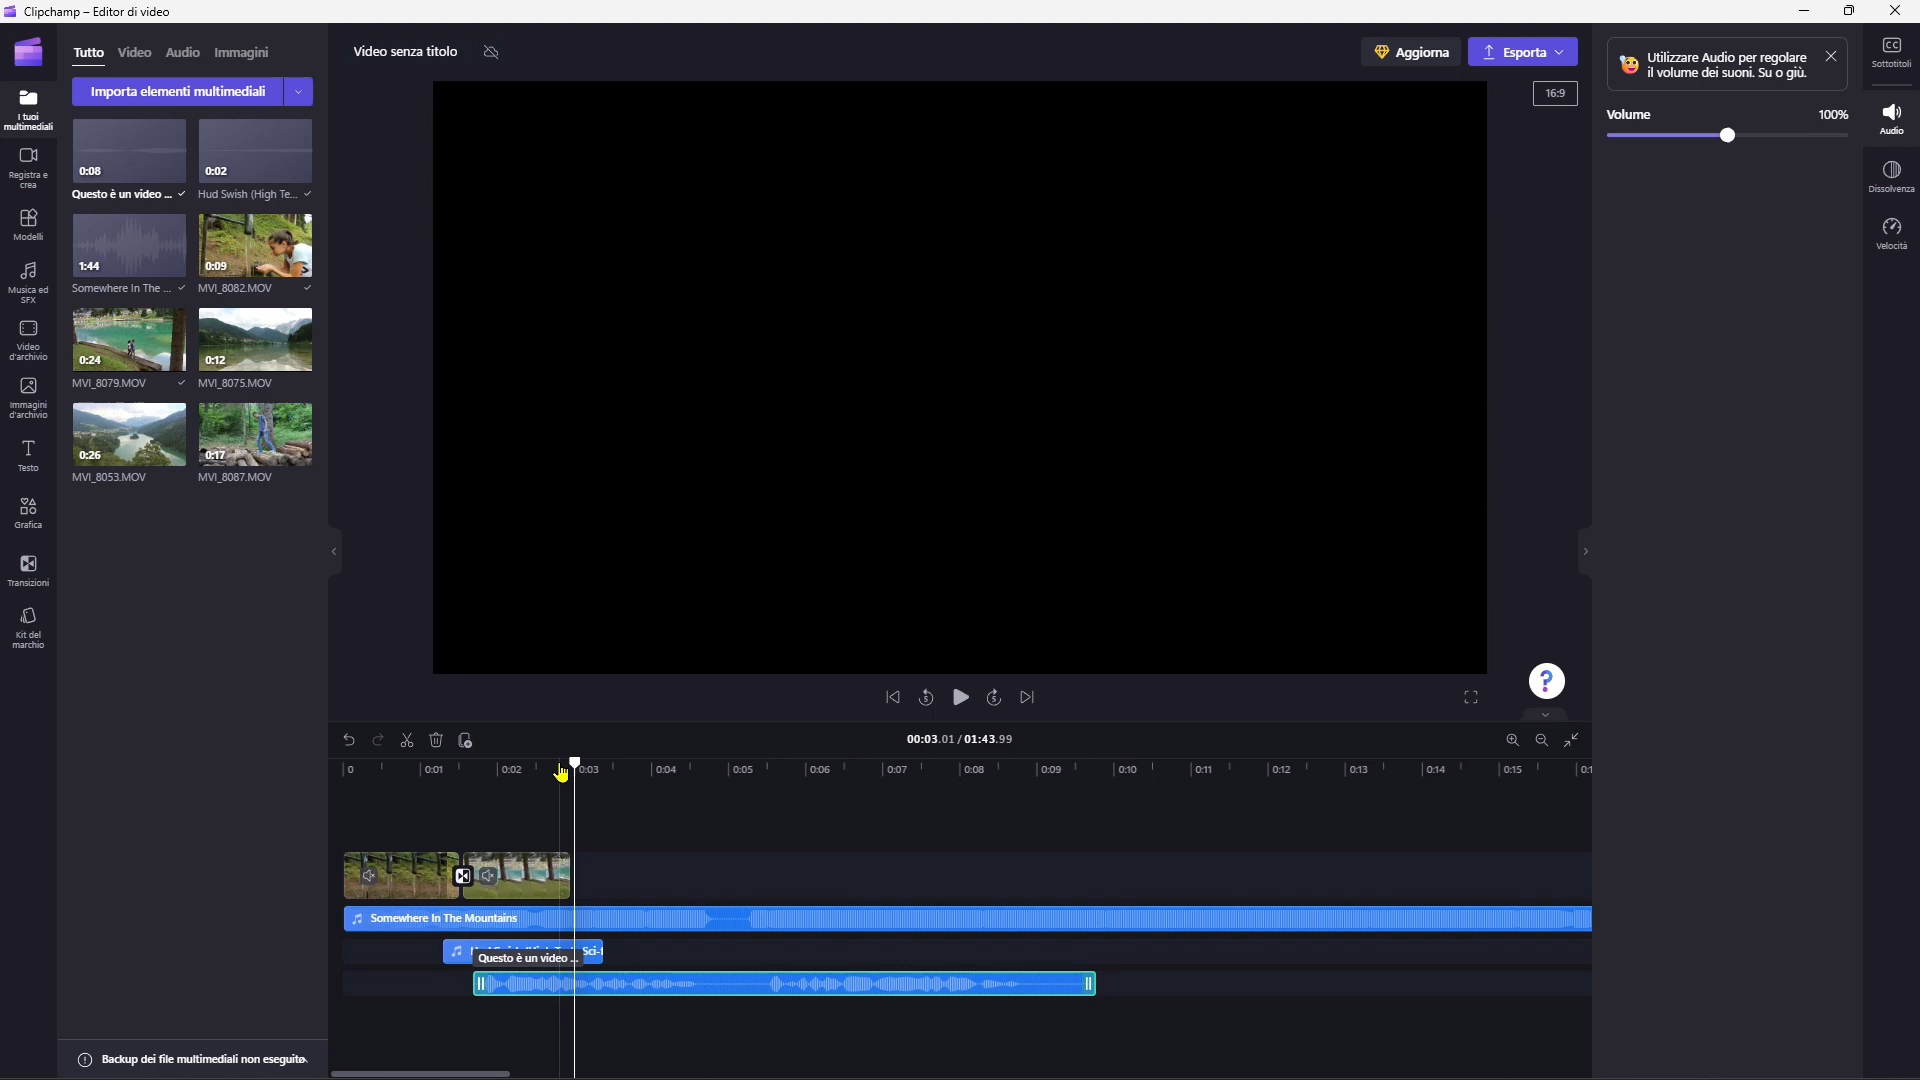 Clipchamp – Editor di video
Tutto Video Audio Immagini
Importa elementi multimediali
I tuoi
multimediali
Registra e
crea
Modelli
Musica ed
SFX
Video
d'archivio
Immagini
d'archivio
Testo
Grafica
Transizioni
Kit del
marchio
0:08
Questo è un video ...
0:02
Hud Swish (High Te...
1:44
Somewhere In The ...
0:09
MVI_8082.MOV
0:24
MVI_8079.MOV
0:12
MVI_8075.MOV
0:26
MVI_8053.MOV
0:17
MVI_8087.MOV
Backup dei file multimediali non eseguito
Video senza titolo
Aggiorna
Esporta
16:9
?
00:03.01 / 01:43.99
0 0:01 0:02 0:03 0:04 0:05 0:06 0:07 0:08 0:09 0:10 0:11 0:12 0:13 0:14 0:15 0:1
Somewhere In The Mountains
Sci-f
Questo è un video ...
Utilizzare Audio per regolare
il volume dei suoni. Su o giù.
Volume 100%
CC
Sottotitoli
Audio
Dissolvenza
Velocità